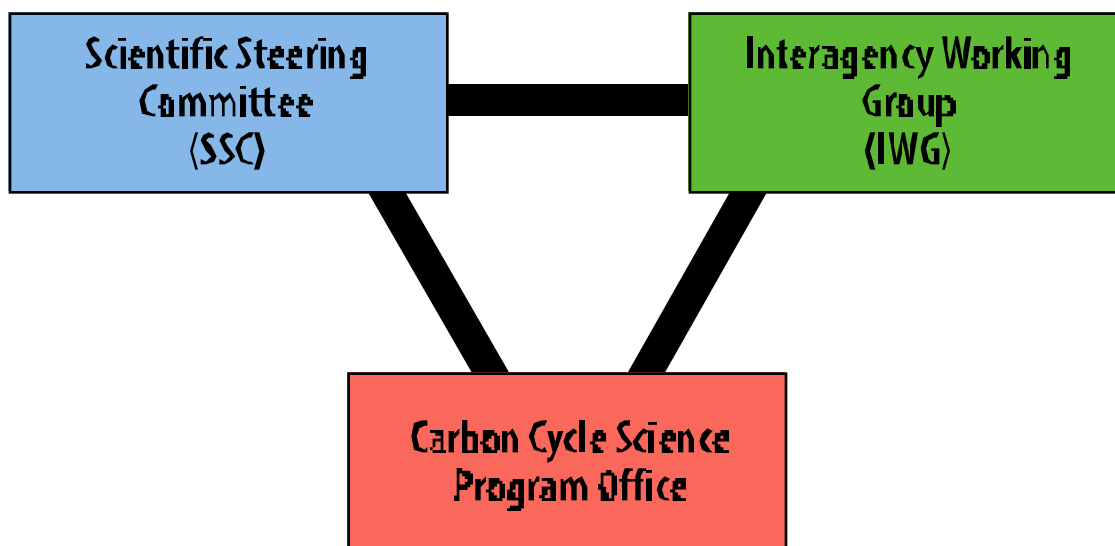 Scientific Steering
Committee
(SSC)
Interagency Working
Group
(IWG)
Carbon Cycle Science
Program Office